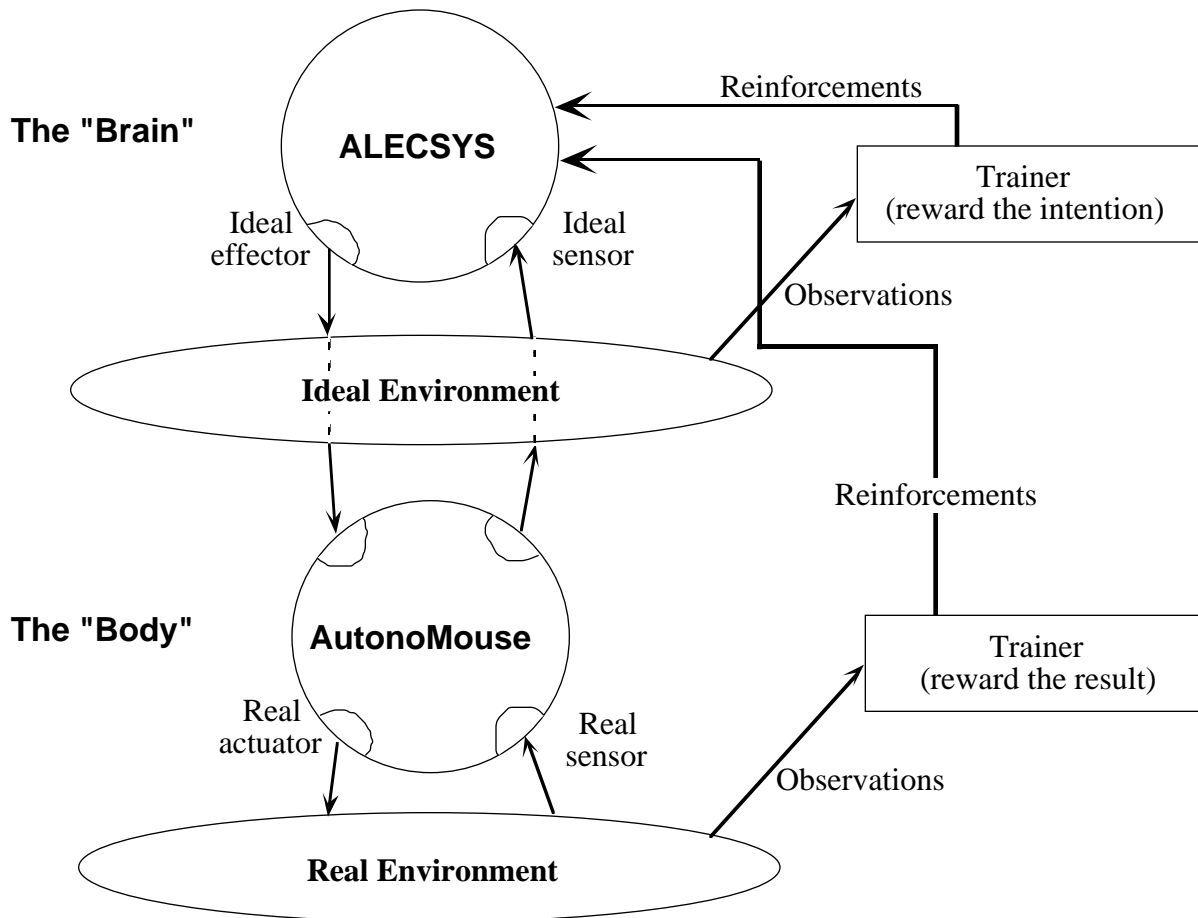 Reinforcements
The "Brain"
ALECSYS
Trainer
(reward the intention)
Ideal
effector
Ideal
sensor
Observations
Ideal Environment
Reinforcements
The "Body"
AutonoMouse
Trainer
(reward the result)
Real
actuator
Real
sensor
Observations
Real Environment